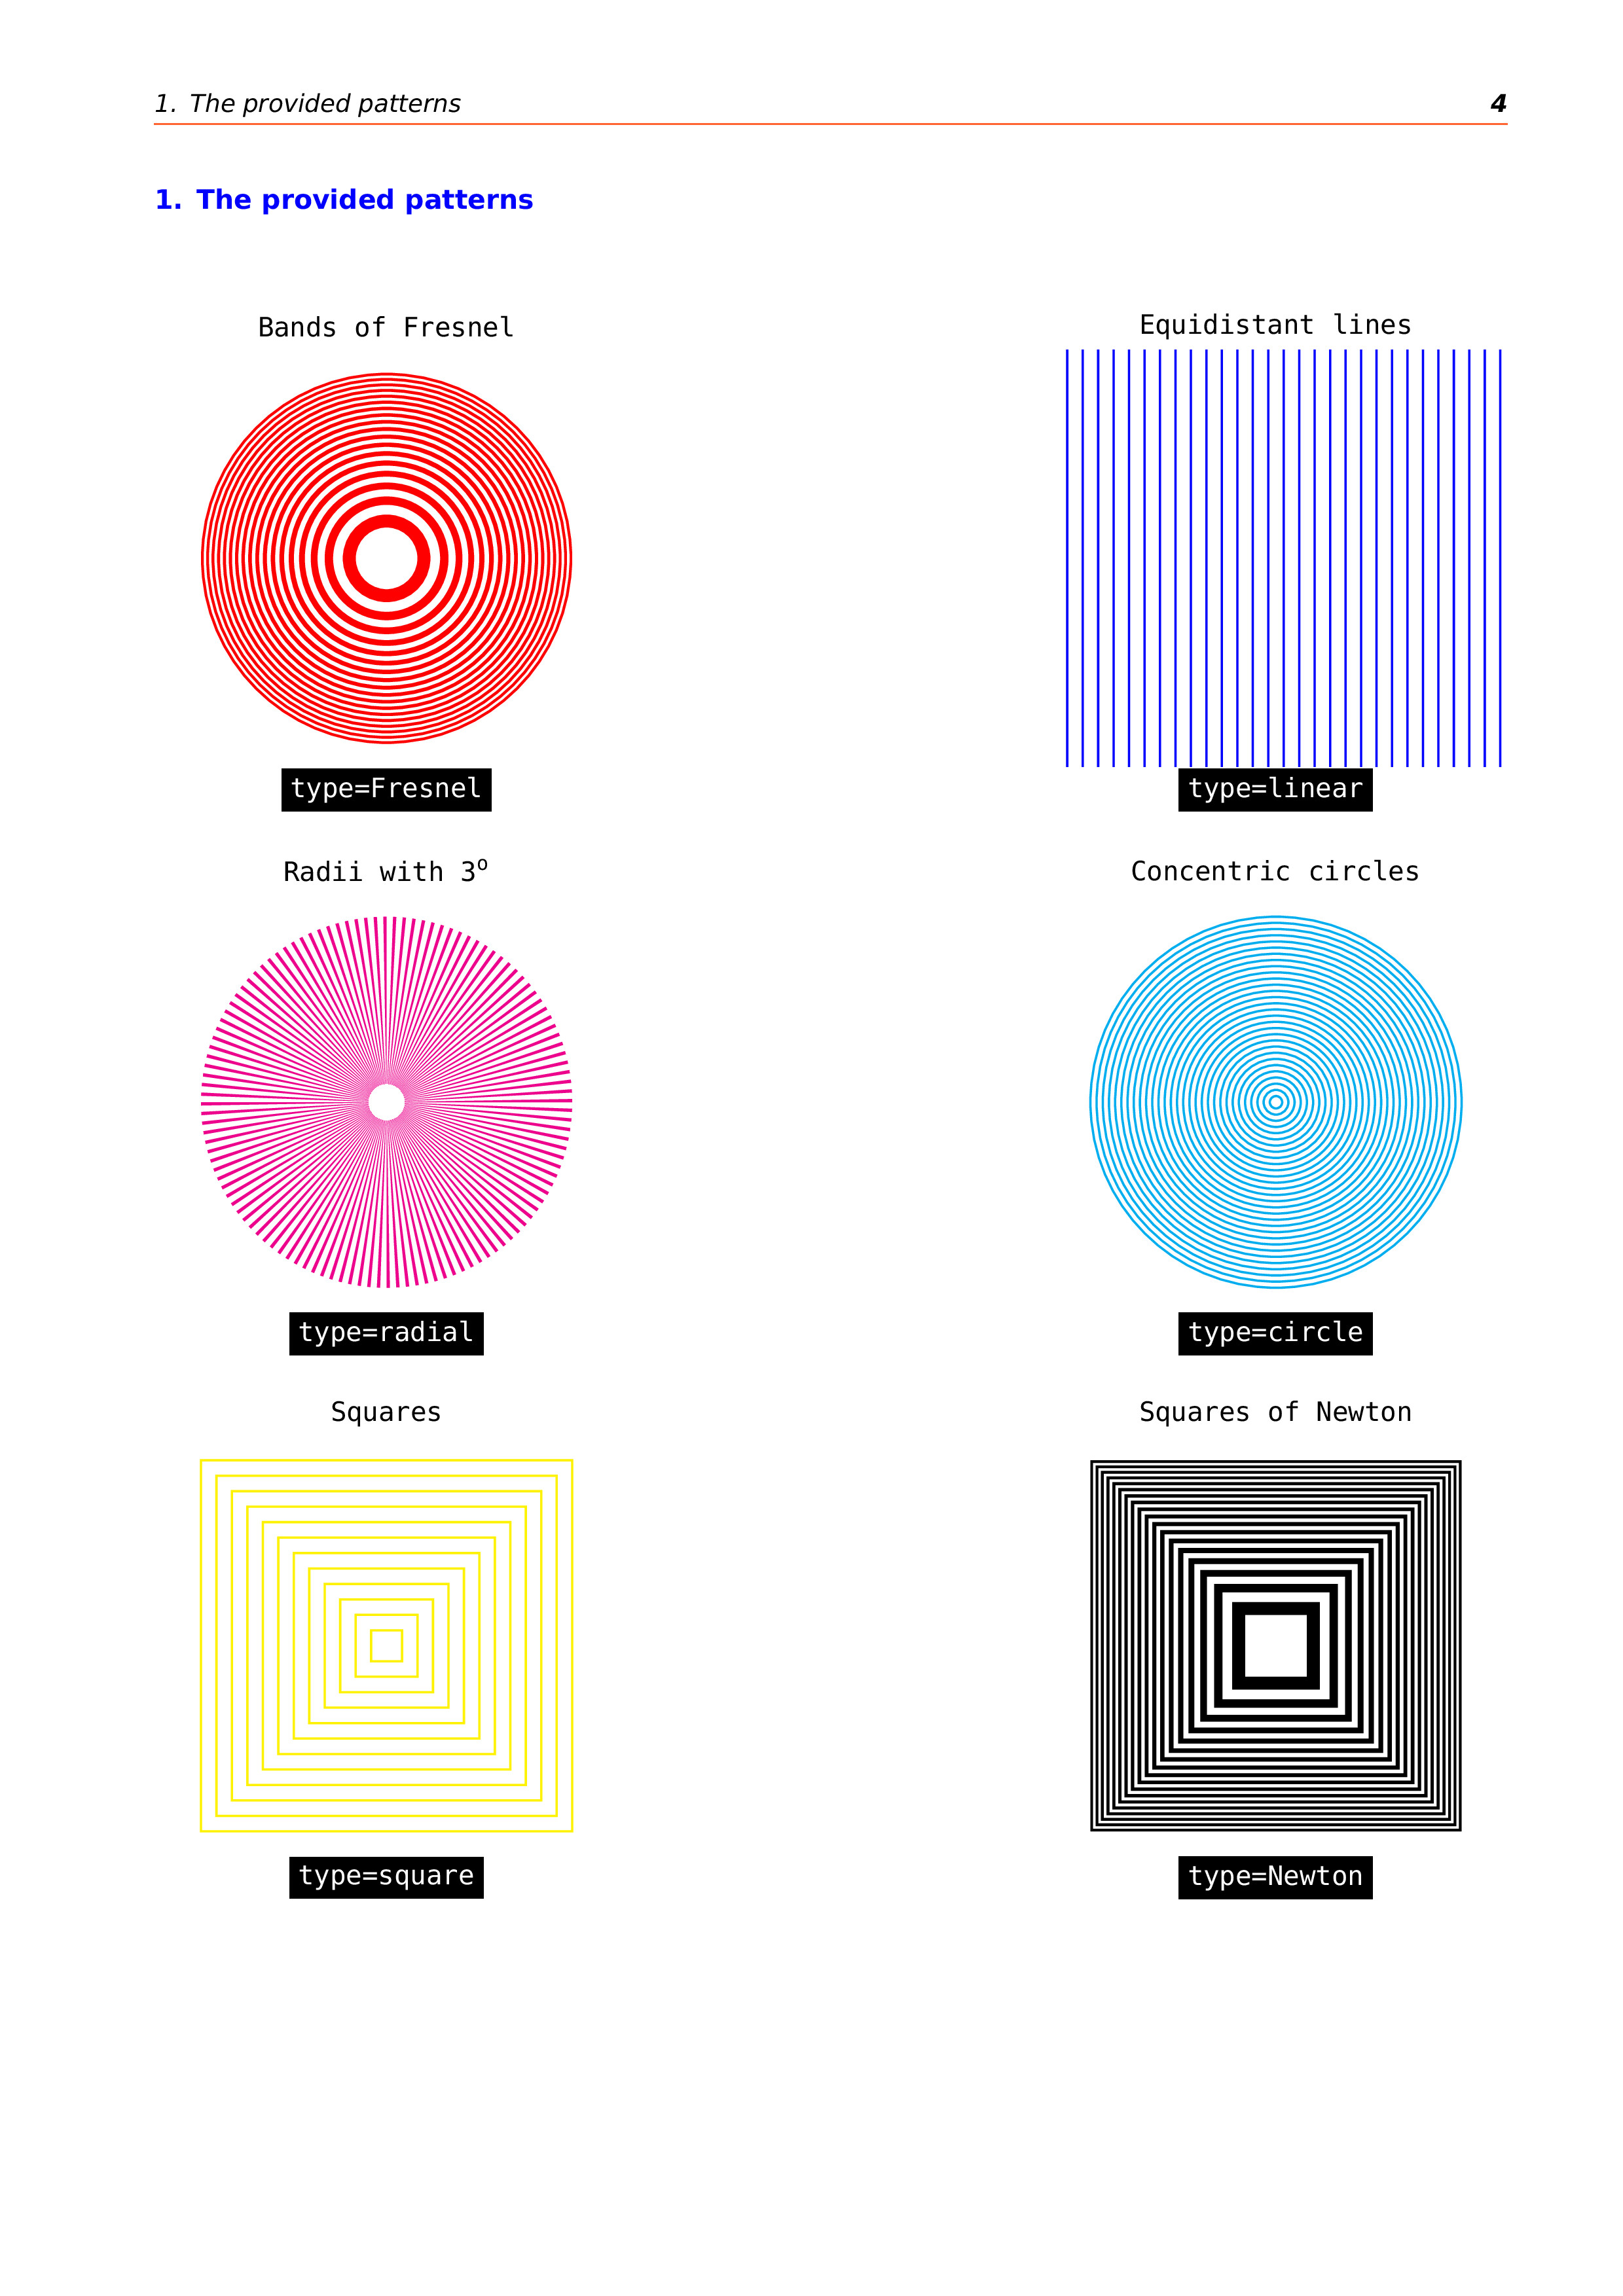 1. The provided patterns 4
1. The provided patterns
Bands of Fresnel
Equidistant lines
type=Fresnel
type=linear
Radii with 3º
Concentric circles
type=radial
type=circle
Squares
Squares of Newton
type=square
type=Newton